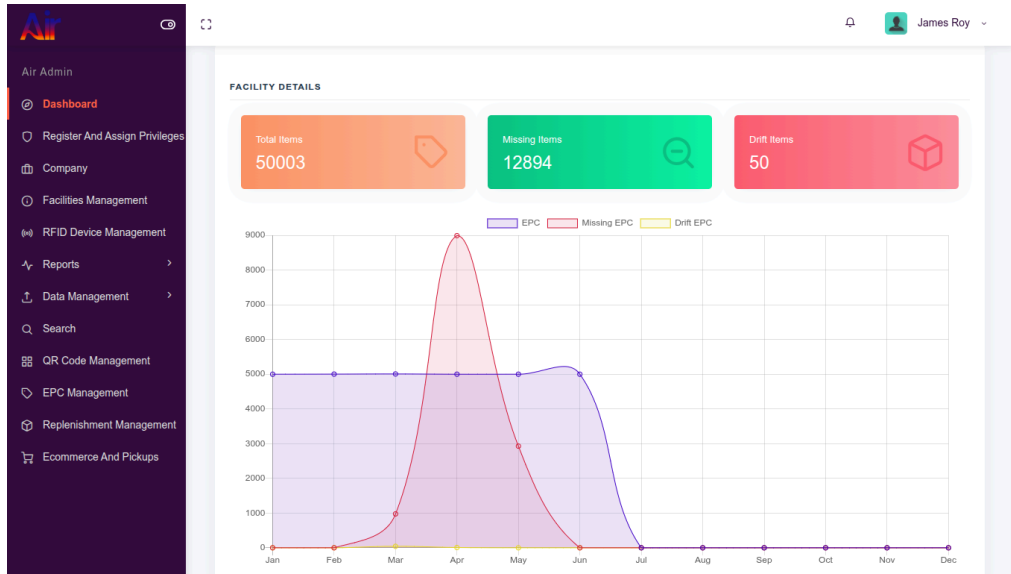 Air
James Roy
Air Admin
Dashboard
Register And Assign Privileges
Company
Facilities Management
RFID Device Management
Reports
Data Management
Search
QR Code Management
EPC Management
Replenishment Management
Ecommerce And Pickups
FACILITY DETAILS
Total Items
50003
Missing Items
12894
Drift Items
50
EPC Missing EPC Drift EPC
9000
8000
7000
6000
5000
4000
3000
2000
1000
0
Jan Feb Mar Apr May Jun Jul Aug Sep Oct Nov Dec